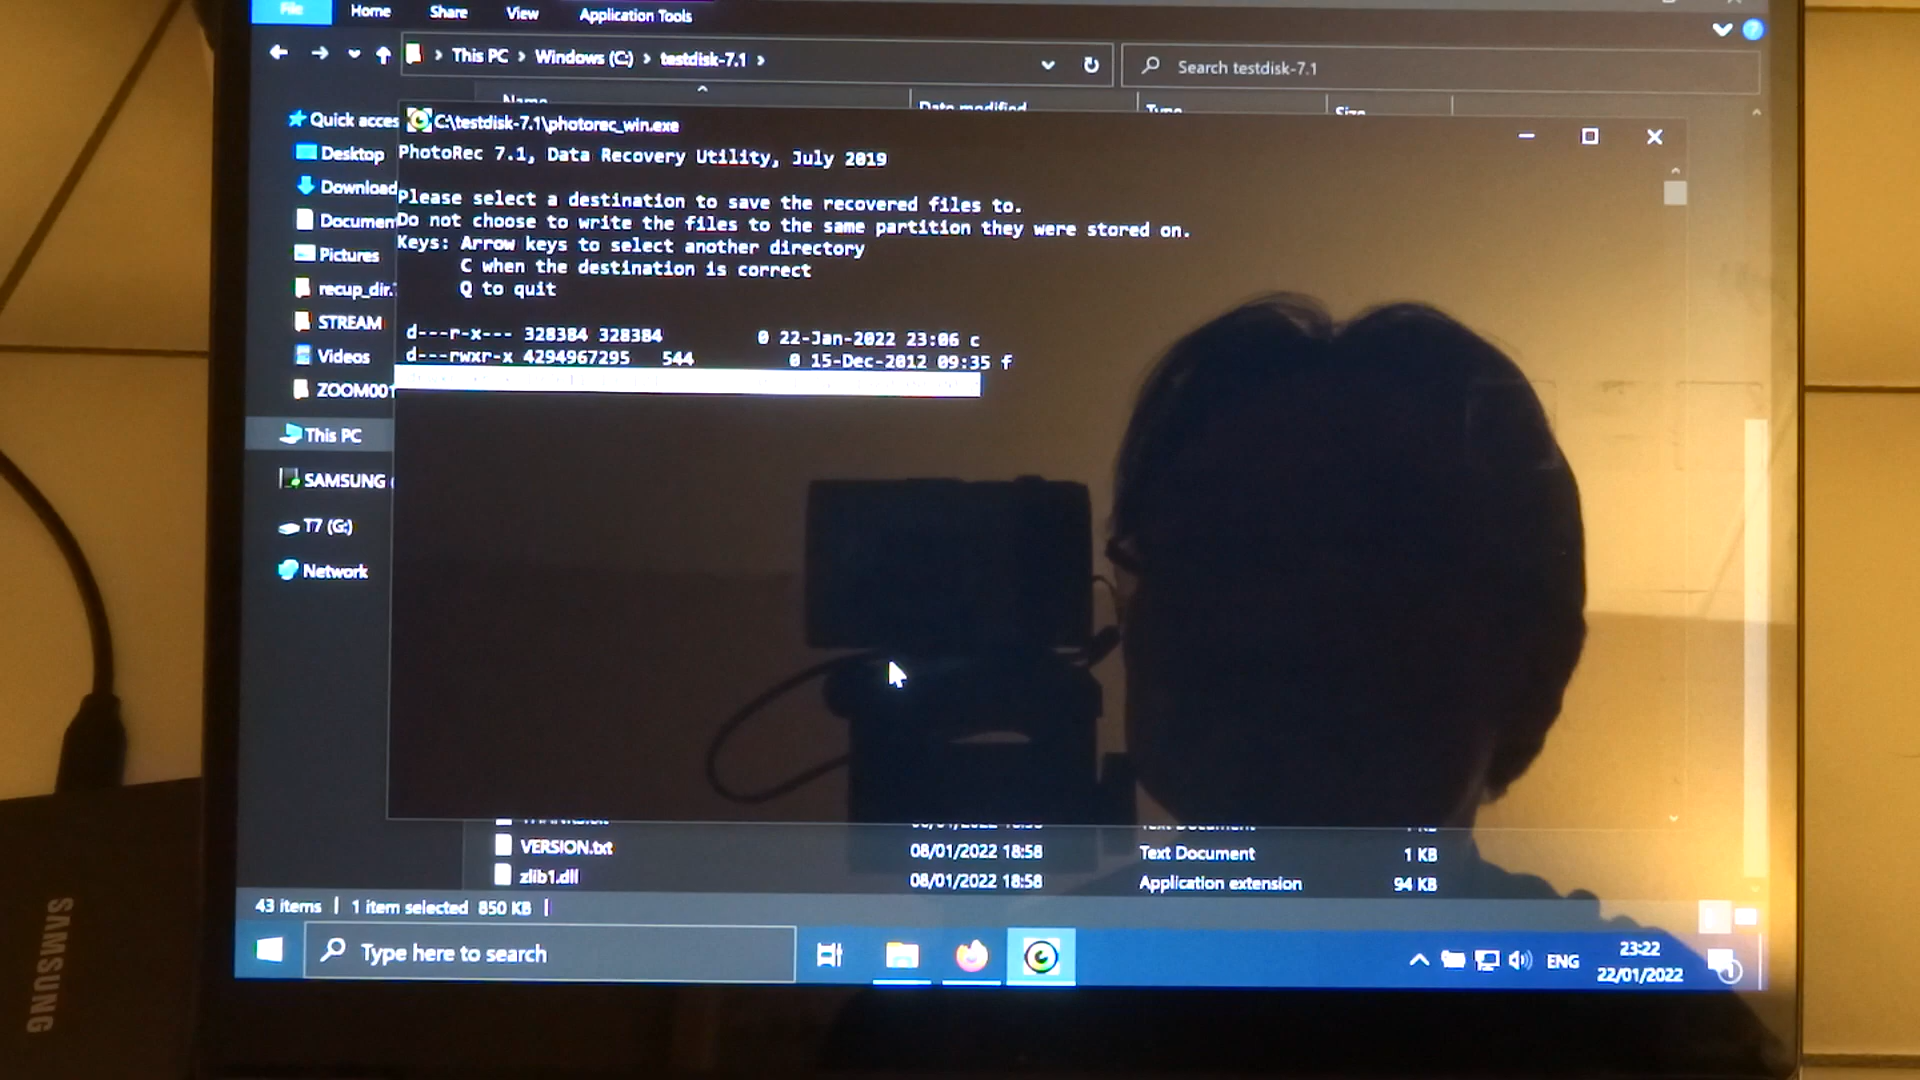 File Home Share View Application Tools
This PC > Windows (C:) > testdisk-7.1 >
Search testdisk-7.1
Name Date modified Type Size
Quick acces
Desktop
Download
Documen
Pictures
recup_dir.
STREAM
Videos
ZOOM001
This PC
SAMSUNG (
T7 (G:)
Network
C:\testdisk-7.1\photorec_win.exe
PhotoRec 7.1, Data Recovery Utility, July 2019
Please select a destination to save the recovered files to.
Do not choose to write the files to the same partition they were stored on.
Keys: Arrow keys to select another directory
C when the destination is correct
Q to quit
d---r-x--- 328384 328384 0 22-Jan-2022 23:06 c
d---rwxr-x 4294967295 544 0 15-Dec-2012 09:35 f
VERSION.txt 08/01/2022 18:58 Text Document 1 KB
zlib1.dll 08/01/2022 18:58 Application extension 94 KB
43 items | 1 item selected 850 KB |
Type here to search
ENG
23:22
22/01/2022
1
SAMSUNG